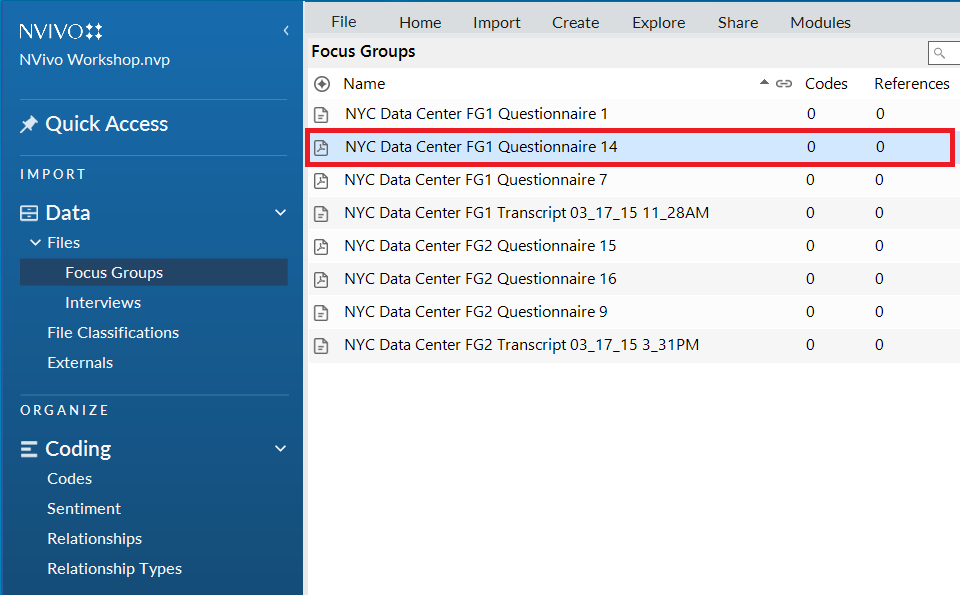 NVIVO
NVivo Workshop.nvp
Quick Access
IMPORT
Data
Files
Focus Groups
Interviews
File Classifications
Externals
ORGANIZE
Coding
Codes
Sentiment
Relationships
Relationship Types
File Home Import Create Explore Share Modules
Focus Groups
Name Codes References
NYC Data Center FG1 Questionnaire 1 0 0
NYC Data Center FG1 Questionnaire 14 0 0
NYC Data Center FG1 Questionnaire 7 0 0
NYC Data Center FG1 Transcript 03_17_15 11_28AM 0 0
NYC Data Center FG2 Questionnaire 15 0 0
NYC Data Center FG2 Questionnaire 16 0 0
NYC Data Center FG2 Questionnaire 9 0 0
NYC Data Center FG2 Transcript 03_17_15 3_31PM 0 0